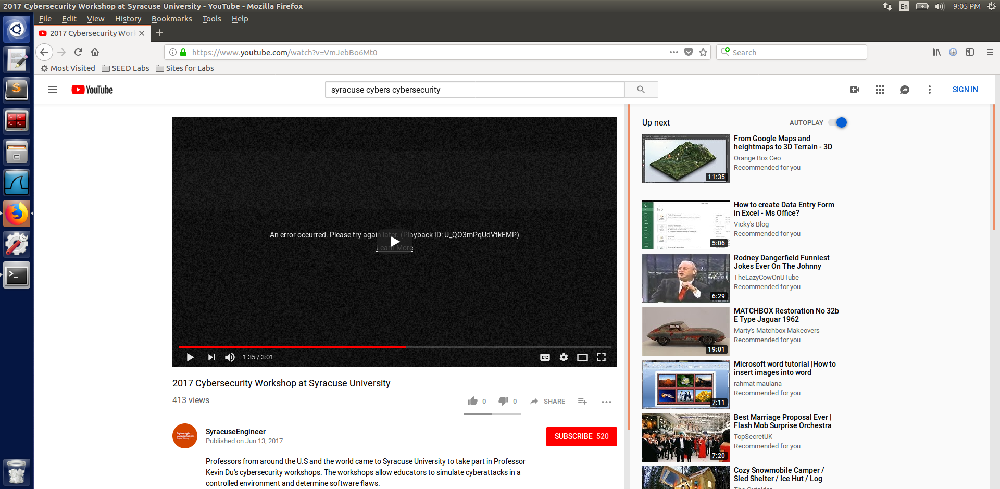 2017 Cybersecurity Workshop at Syracuse University - YouTube - Mozilla Firefox
En
9:05 PM
File Edit View History Bookmarks Tools Help
2017 Cybersecurity Wor
https://www.youtube.com/watch?v=VmJebBo6Mt0
Search
Most Visited SEED Labs Sites for Labs
YouTube
syracuse cybers cybersecurity
SIGN IN
An error occurred. Please try again later. (Playback ID: U_QO3mPqUdVtkEMP)
Learn More
1:35 / 3:01
CC
2017 Cybersecurity Workshop at Syracuse University
413 views
0 0 SHARE
Engineering &
Computer Science
SyracuseEngineer
Published on Jun 13, 2017
SUBSCRIBE 520
Professors from around the U.S and the world came to Syracuse University to take part in Professor
Kevin Du's cybersecurity workshops. The workshops allow educators to simulate cyberattacks in a
controlled environment and determine software flaws.
Up next
AUTOPLAY
11:35
From Google Maps and
heightmaps to 3D Terrain - 3D
Orange Box Ceo
Recommended for you
Info
5:06
How to create Data Entry Form
in Excel - Ms Office?
Vicky's Blog
Recommended for you
6:29
Rodney Dangerfield Funniest
Jokes Ever On The Johnny
TheLazyCowOnUTube
Recommended for you
19:01
MATCHBOX Restoration No 32b
E Type Jaguar 1962
Marty's Matchbox Makeovers
Recommended for you
7:11
Microsoft word tutorial |How to
insert images into word
rahmat maulana
Recommended for you
7:20
Best Marriage Proposal Ever |
Flash Mob Surprise Orchestra
TopSecretUK
Recommended for you
Cozy Snowmobile Camper /
Sled Shelter / Ice Hut / Log